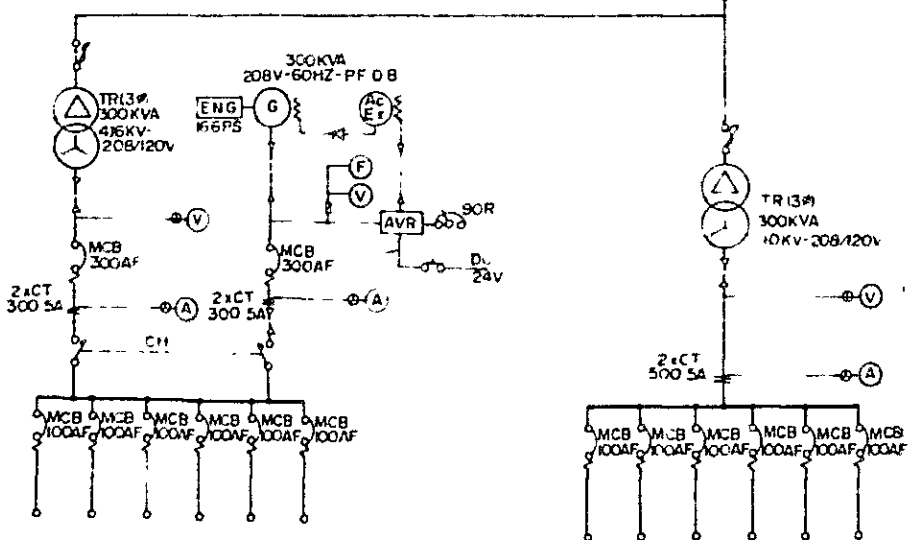 TR(3Φ)
300KVA
4.16KV-
208/120V
300KVA
208V-60HZ-PF 0.8
ENG
166PS
G
AC
EX
F
V
AVR
90R
DC
24V
V
MCB
300AF
MCB
300AF
2xCT
300 5A
A
2xCT
300 5A
A
MCB
100AF
MCB
100AF
MCB
100AF
MCB
100AF
MCB
100AF
MCB
100AF
TR(3Φ)
300KVA
10KV-208/120V
V
2xCT
500 5A
A
MCB
100AF
MCB
100AF
MCB
100AF
MCB
100AF
MCB
100AF
MCB
100AF